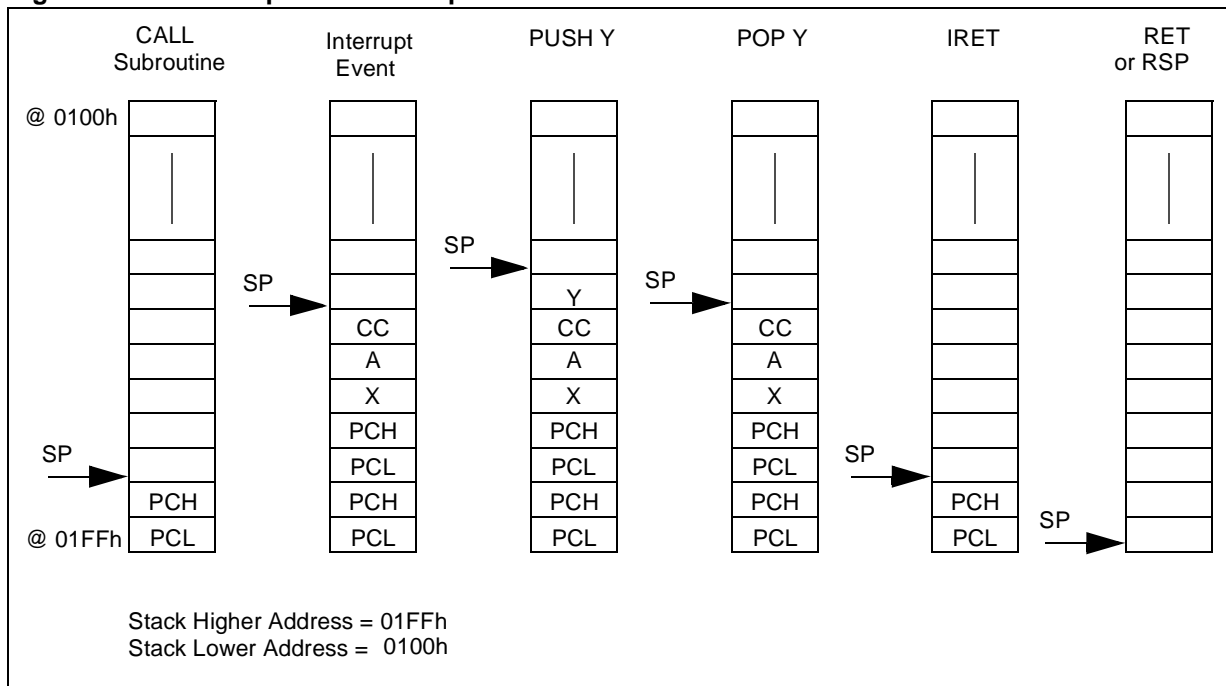 CALL
Subroutine
Interrupt
Event
PUSH Y
POP Y
IRET
RET
or RSP
@ 0100h
SP
SP
SP
SP
SP
SP
Y
CC
CC
CC
A
A
A
X
X
X
PCH
PCH
PCH
PCL
PCL
PCL
PCH
PCH
PCH
PCH
PCH
@ 01FFh
PCL
PCL
PCL
PCL
PCL
Stack Higher Address = 01FFh
Stack Lower Address = 0100h